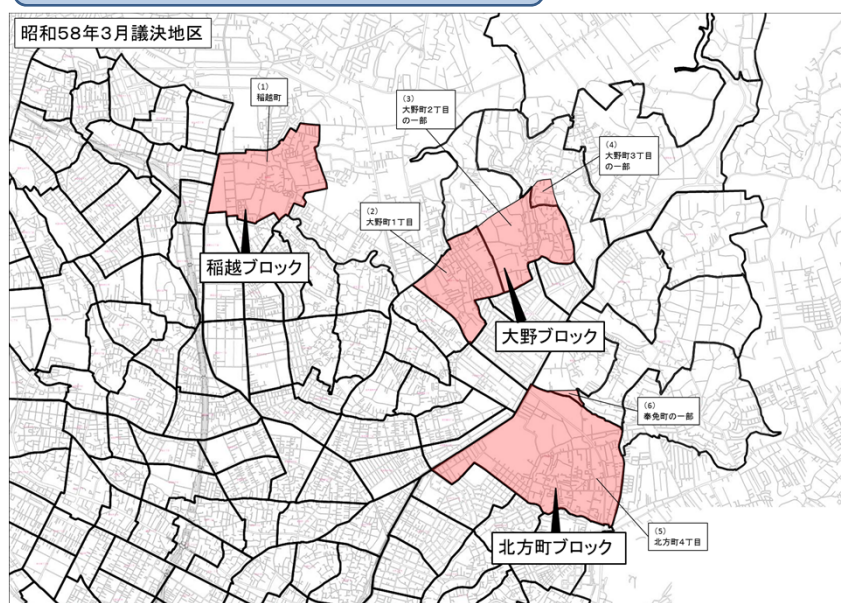 昭和58年3月議決地区
(1)
稲越町
(3)
大野町2丁目
の一部
(4)
大野町3丁目
の一部
(2)
大野町1丁目
稲越ブロック
大野ブロック
(6)
奉免町の一部
(5)
北方町4丁目
北方町ブロック